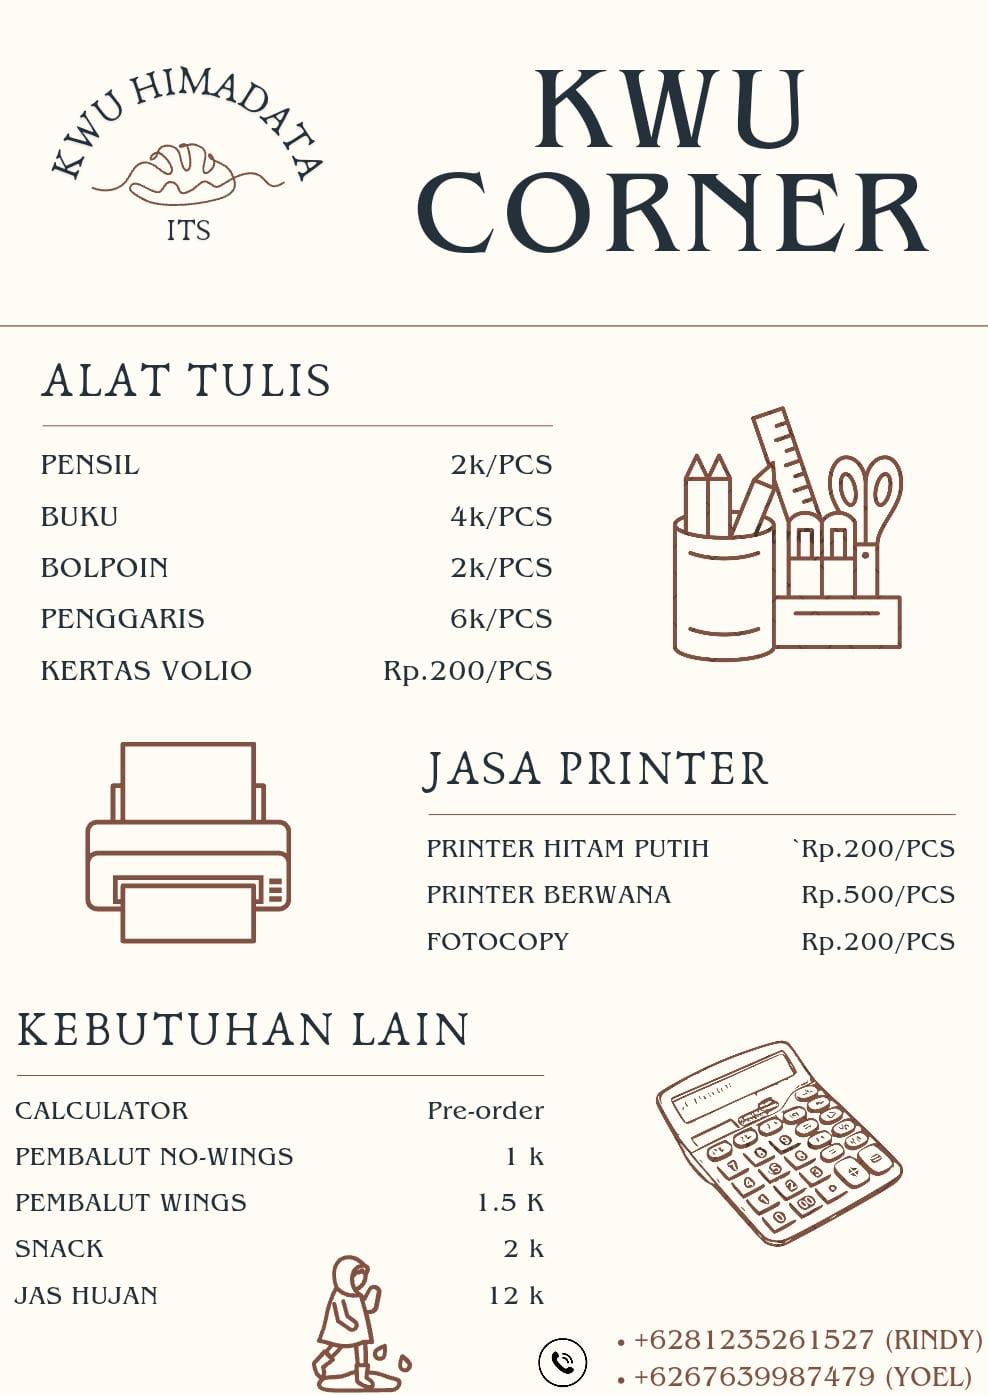 KWU HIMADATA
ITS
KWU
CORNER
ALAT TULIS
PENSIL 2k/PCS
BUKU 4k/PCS
BOLPOIN 2k/PCS
PENGGARIS 6k/PCS
KERTAS VOLIO Rp.200/PCS
JASA PRINTER
PRINTER HITAM PUTIH `Rp.200/PCS
PRINTER BERWANA Rp.500/PCS
FOTOCOPY Rp.200/PCS
KEBUTUHAN LAIN
CALCULATOR Pre-order
PEMBALUT NO-WINGS 1 k
PEMBALUT WINGS 1.5 K
SNACK 2 k
JAS HUJAN 12 k
• +6281235261527 (RINDY)
• +6267639987479 (YOEL)